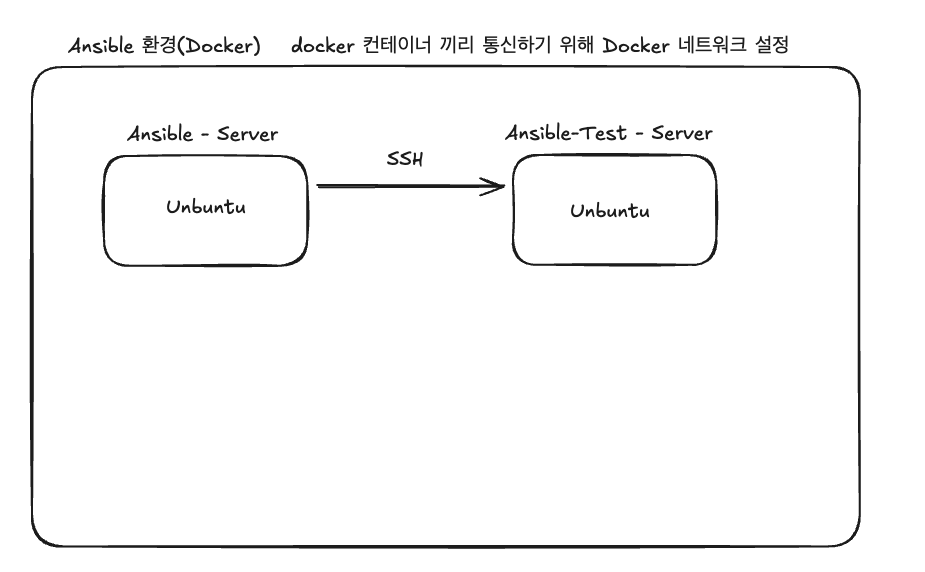 Ansible 환경(Docker) docker 컨테이너 끼리 통신하기 위해 Docker 네트워크 설정
Ansible - Server
SSH
Ansible-Test - Server
Unbuntu
Unbuntu